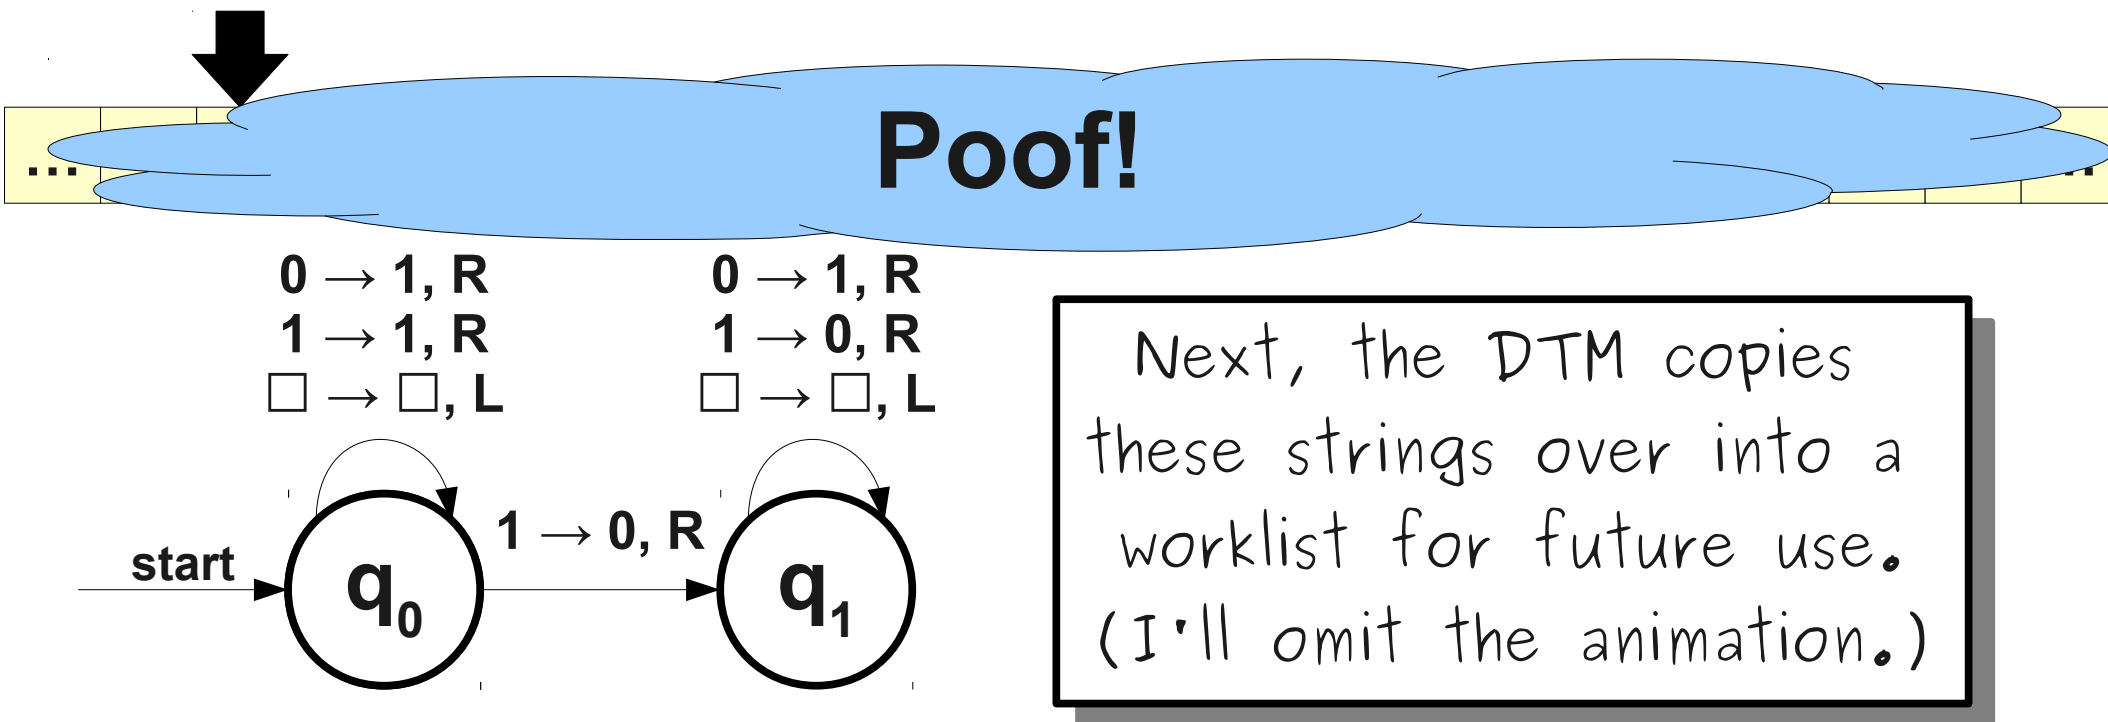 Poof!
... ..
0 → 1, R
1 → 1, R
□ → □, L
0 → 1, R
1 → 0, R
□ → □, L
start
q0
1 → 0, R
q1
Next, the DTM copies
these strings over into a
worklist for future use.
(I'll omit the animation.)